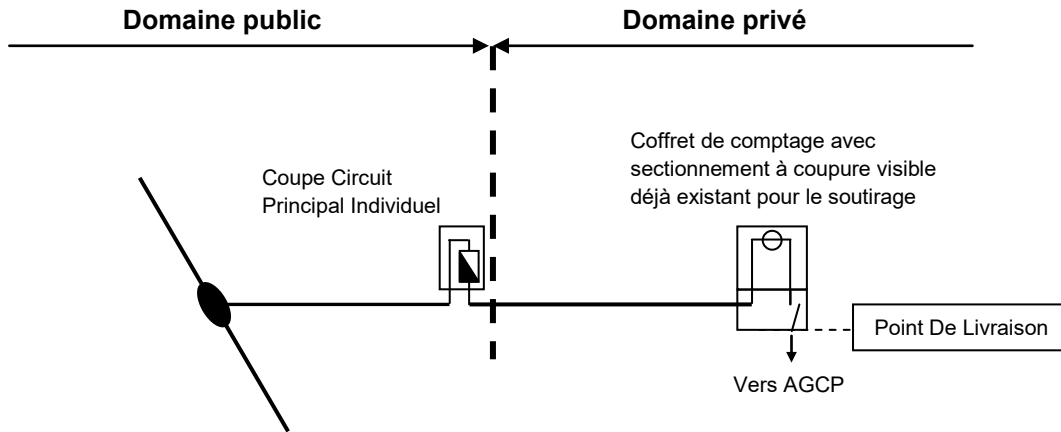 Domaine public
Domaine privé
Coupe Circuit
Principal Individuel
Coffret de comptage avec
sectionnement à coupure visible
déjà existant pour le soutirage
Point De Livraison
Vers AGCP